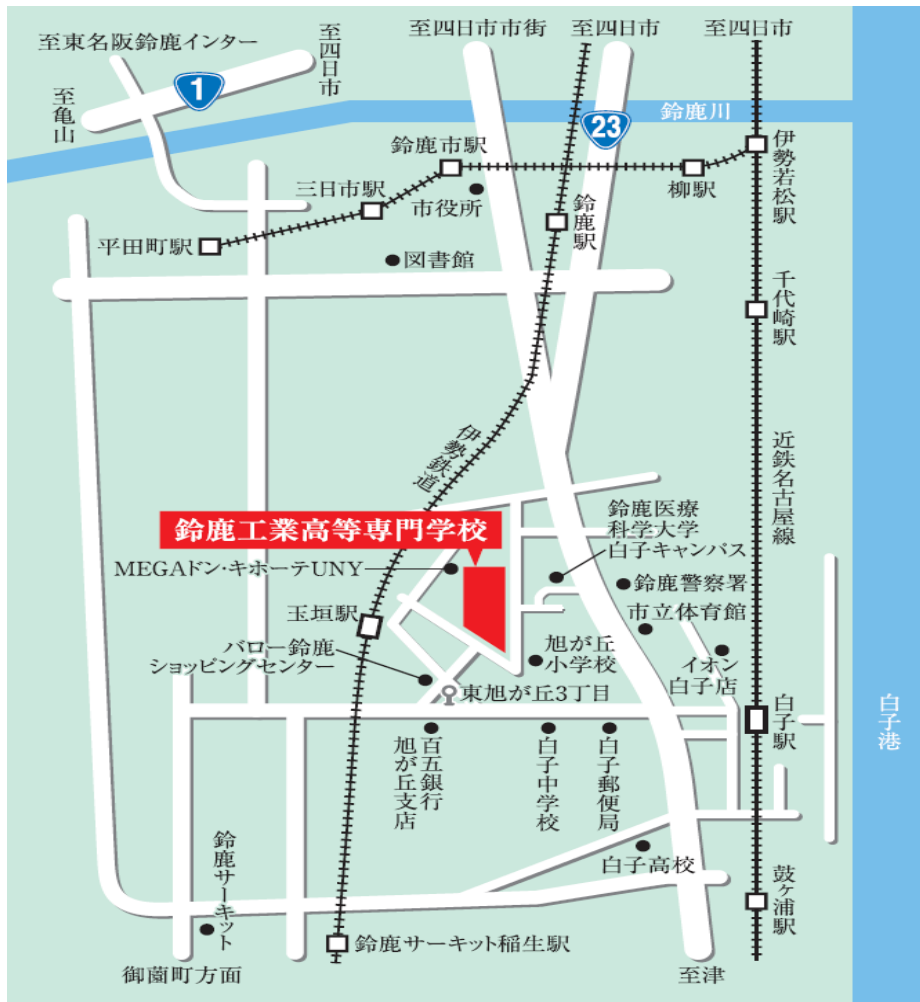 至東名阪鈴鹿インター
至四日市
至四日市市街
至四日市
至四日市
1
至亀山
23
鈴鹿川
鈴鹿市駅
伊勢若松駅
三日市駅
市役所
柳駅
鈴鹿駅
平田町駅
図書館
千代崎駅
伊勢鉄道
近鉄名古屋線
鈴鹿医療
科学大学
白子キャンパス
鈴鹿工業高等専門学校
MEGAドン・キホーテUNY
鈴鹿警察署
玉垣駅
市立体育館
バロー鈴鹿
ショッピングセンター
旭が丘
小学校
イオン
白子店
東旭が丘3丁目
白子駅
白子港
百五銀行
旭が丘支店
白子中学校
白子郵便局
鈴鹿サーキット
白子高校
鼓ヶ浦駅
鈴鹿サーキット稲生駅
御薗町方面
至津